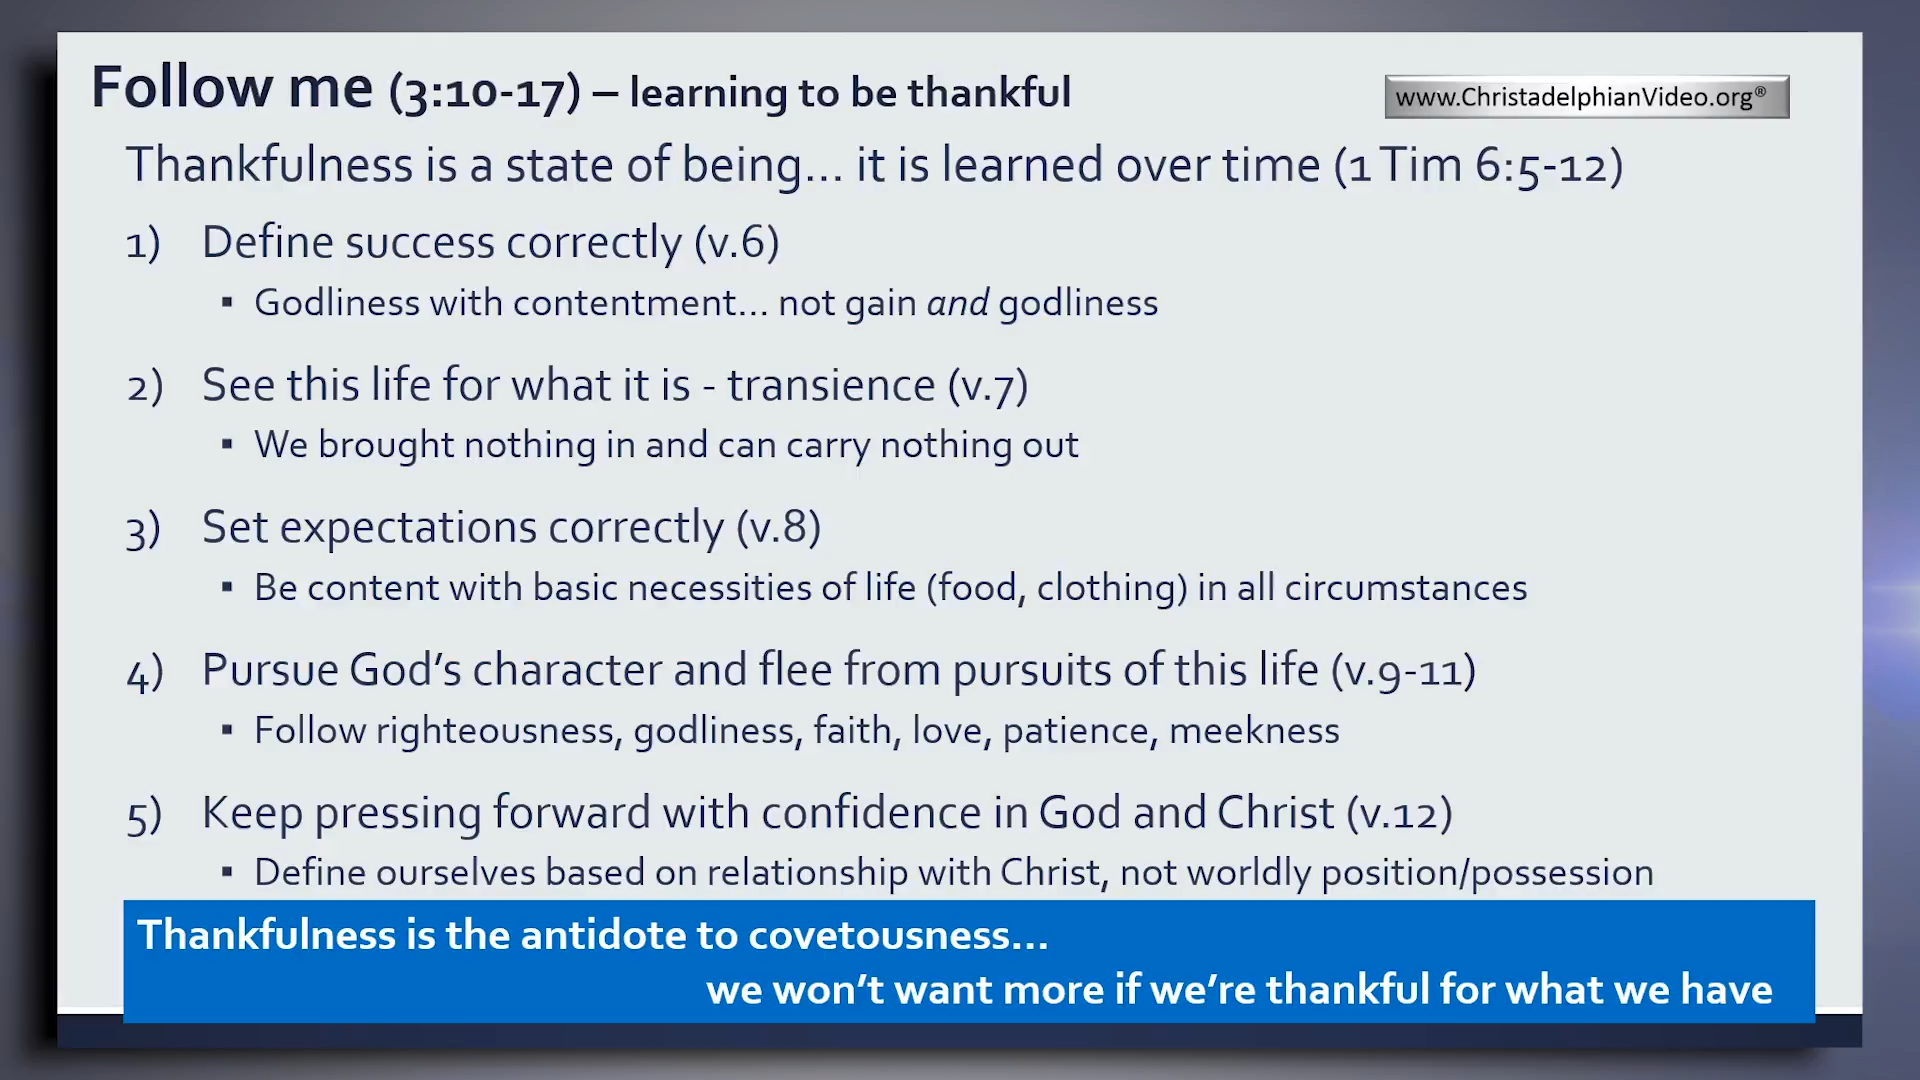 Follow me (3:10-17) – learning to be thankful
www.ChristadelphianVideo.org®
Thankfulness is a state of being... it is learned over time (1 Tim 6:5-12)
1) Define success correctly (v.6)
▪ Godliness with contentment... not gain and godliness
2) See this life for what it is - transience (v.7)
▪ We brought nothing in and can carry nothing out
3) Set expectations correctly (v.8)
▪ Be content with basic necessities of life (food, clothing) in all circumstances
4) Pursue God’s character and flee from pursuits of this life (v.9-11)
▪ Follow righteousness, godliness, faith, love, patience, meekness
5) Keep pressing forward with confidence in God and Christ (v.12)
▪ Define ourselves based on relationship with Christ, not worldly position/possession
Thankfulness is the antidote to covetousness...
we won’t want more if we’re thankful for what we have